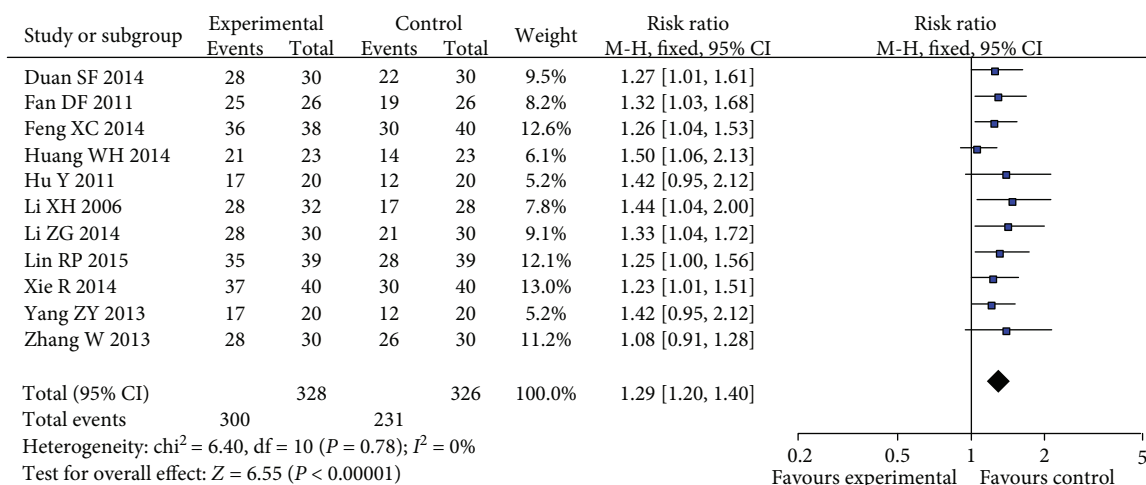 Study or subgroup Experimental Control Weight Risk ratio Risk ratio
Events Total Events Total M-H, fixed, 95% CI M-H, fixed, 95% CI
Duan SF 2014 28 30 22 30 9.5% 1.27 [1.01, 1.61]
Fan DF 2011 25 26 19 26 8.2% 1.32 [1.03, 1.68]
Feng XC 2014 36 38 30 40 12.6% 1.26 [1.04, 1.53]
Huang WH 2014 21 23 14 23 6.1% 1.50 [1.06, 2.13]
Hu Y 2011 17 20 12 20 5.2% 1.42 [0.95, 2.12]
Li XH 2006 28 32 17 28 7.8% 1.44 [1.04, 2.00]
Li ZG 2014 28 30 21 30 9.1% 1.33 [1.04, 1.72]
Lin RP 2015 35 39 28 39 12.1% 1.25 [1.00, 1.56]
Xie R 2014 37 40 30 40 13.0% 1.23 [1.01, 1.51]
Yang ZY 2013 17 20 12 20 5.2% 1.42 [0.95, 2.12]
Zhang W 2013 28 30 26 30 11.2% 1.08 [0.91, 1.28]
Total (95% CI) 328 326 100.0% 1.29 [1.20, 1.40]
Total events 300 231
Heterogeneity: chi² = 6.40, df = 10 (P = 0.78); I² = 0%
Test for overall effect: Z = 6.55 (P < 0.00001)
0.2 0.5 1 2 5
Favours experimental Favours control